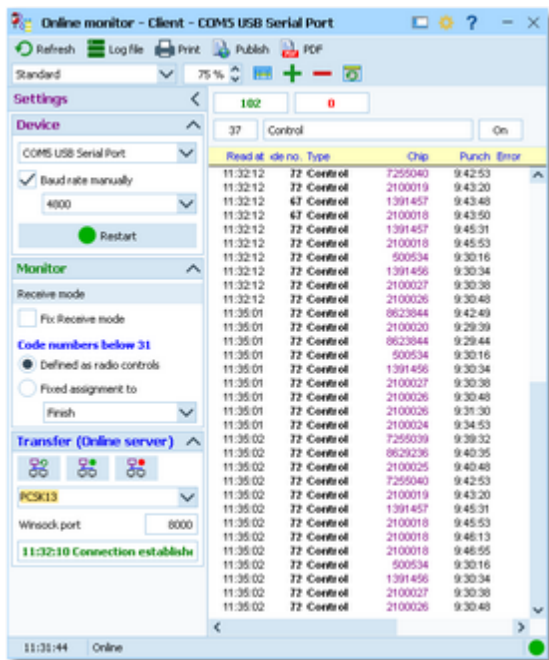 Online monitor - Client - COM5 USB Serial Port
Refresh Log file Print Publish PDF
Standard 75 %
Settings
Device
COM5 USB Serial Port
Baud rate manually
4800
Restart
Monitor
Receive mode
Fix Receive mode
Code numbers below 31
Defined as radio controls
Fixed assignment to
Finish
Transfer (Online server)
PCSK13
Winsock port 8000
11:32:10 Connection establishe
102 0
37 Control On
Read at de no. Type Chip Punch Error
11:32:12 72 Control 7255040 9:42:53
11:32:12 72 Control 2100019 9:43:20
11:32:12 67 Control 1391457 9:43:48
11:32:12 67 Control 2100018 9:43:50
11:32:12 72 Control 1391457 9:45:31
11:32:12 72 Control 2100018 9:45:53
11:32:12 72 Control 500534 9:30:16
11:32:12 72 Control 1391456 9:30:34
11:32:12 72 Control 2100027 9:30:38
11:32:12 72 Control 2100026 9:30:48
11:35:01 72 Control 8623844 9:42:49
11:35:01 72 Control 2100020 9:29:39
11:35:01 72 Control 8623844 9:29:44
11:35:01 72 Control 500534 9:30:16
11:35:01 72 Control 1391456 9:30:34
11:35:01 72 Control 2100027 9:30:38
11:35:01 72 Control 2100026 9:30:48
11:35:01 72 Control 2100026 9:31:30
11:35:01 72 Control 2100024 9:34:53
11:35:02 72 Control 7255039 9:39:32
11:35:02 72 Control 8629236 9:40:35
11:35:02 72 Control 2100025 9:40:48
11:35:02 72 Control 7255040 9:42:53
11:35:02 72 Control 2100019 9:43:20
11:35:02 72 Control 1391457 9:45:31
11:35:02 72 Control 2100018 9:45:53
11:35:02 72 Control 2100018 9:46:13
11:35:02 72 Control 2100018 9:46:55
11:35:02 72 Control 500534 9:30:16
11:35:02 72 Control 1391456 9:30:34
11:35:02 72 Control 2100027 9:30:38
11:35:02 72 Control 2100026 9:30:48
11:31:44 Online